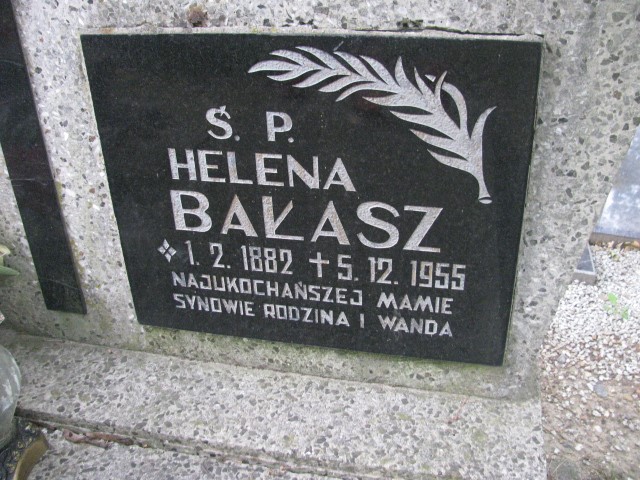 Ś. P.
HELENA
BAŁASZ
1. 2. 1882 + 5. 12. 1955
NAJUKOCHAŃSZEJ MAMIE
SYNOWIE RODZINA I WANDA